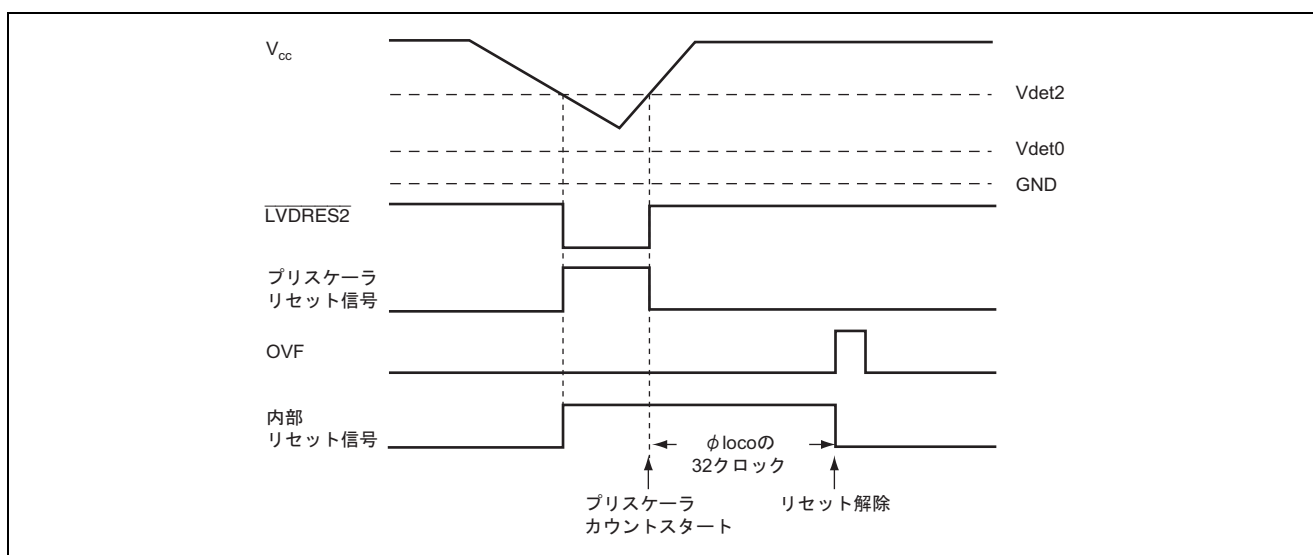 Vcc
Vdet2
Vdet0
GND
LVDRES2
プリスケーラ
リセット信号
OVF
内部
リセット信号
φlocoの
32クロック
プリスケーラ
カウントスタート
リセット解除